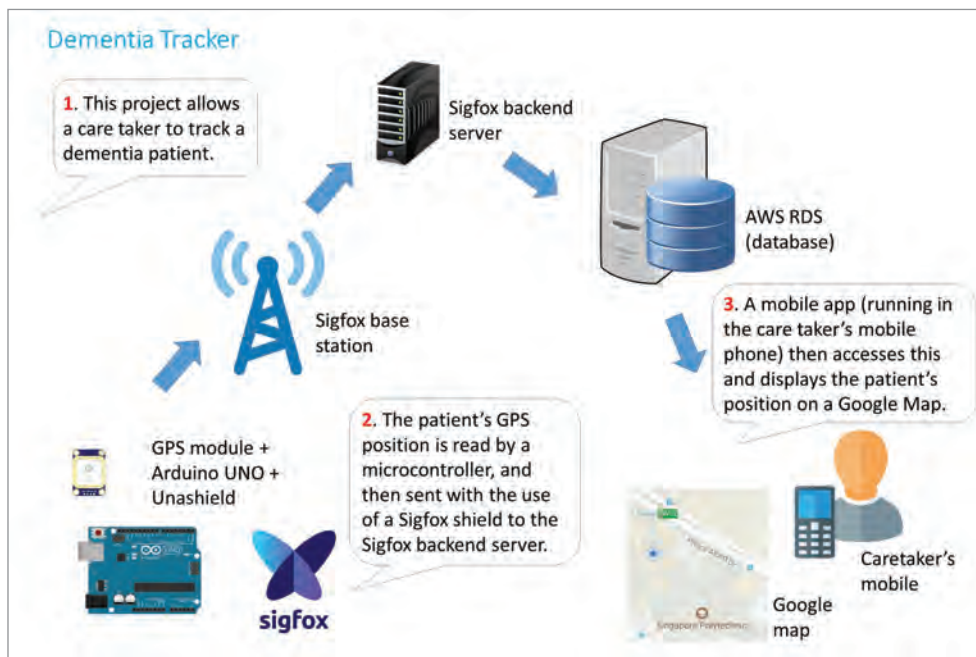 Dementia Tracker
1. This project allows
a care taker to track a
dementia patient.
Sigfox backend
server
AWS RDS
(database)
Sigfox base
station
3. A mobile app (running in
the care taker's mobile
phone) then accesses this
and displays the patient's
position on a Google Map.
2. The patient's GPS
position is read by a
microcontroller, and
then sent with the use
of a Sigfox shield to the
Sigfox backend server.
GPS module +
Arduino UNO +
Unashield
sigfox
Caretaker's
mobile
Google
map
Singapore Polytechnic